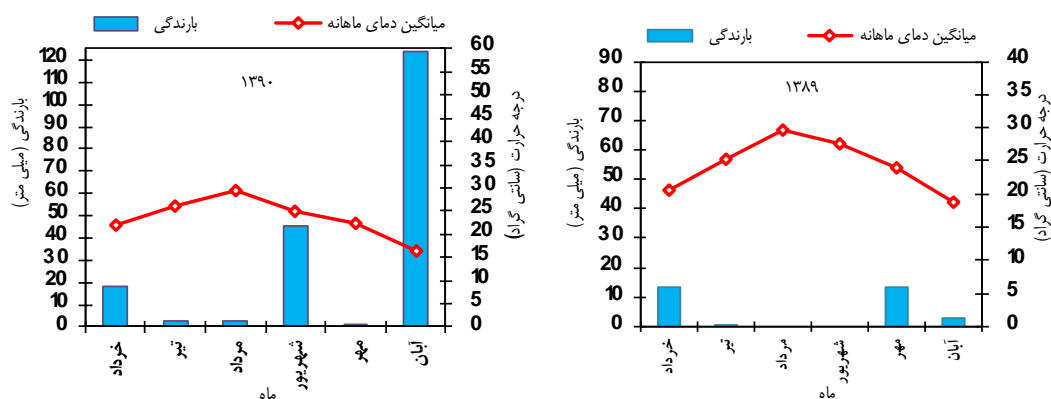 بارندگی
میانگین دمای ماهانه
۱۳۹۰
بارندگی (میلی متر)
120
110
100
90
80
70
60
50
40
30
20
10
0
60
55
50
45
40
35
30
25
20
15
10
5
0
درجه حرارت (سانتی گراد)
خرداد
تیر
مرداد
شهریور
مهر
آبان
ماه
بارندگی
میانگین دمای ماهانه
۱۳۸۹
بارندگی (میلی متر)
90
80
70
60
50
40
30
20
10
0
40
35
30
25
20
15
10
5
0
درجه حرارت (سانتی گراد)
خرداد
تیر
مرداد
شهریور
مهر
آبان
ماه